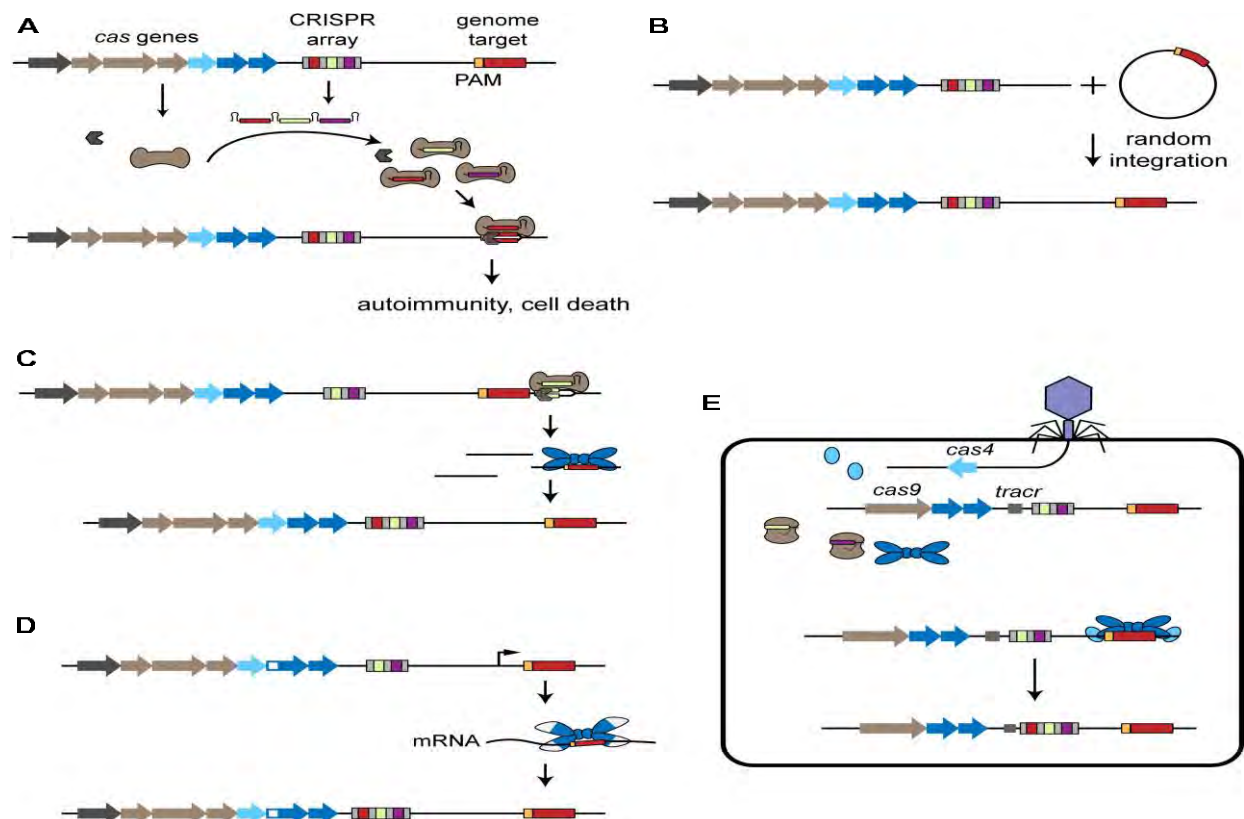 A
cas genes
CRISPR
array
genome
target
PAM
autoimmunity, cell death
B
+
random
integration
C
D
mRNA
E
cas4
cas9
tracr